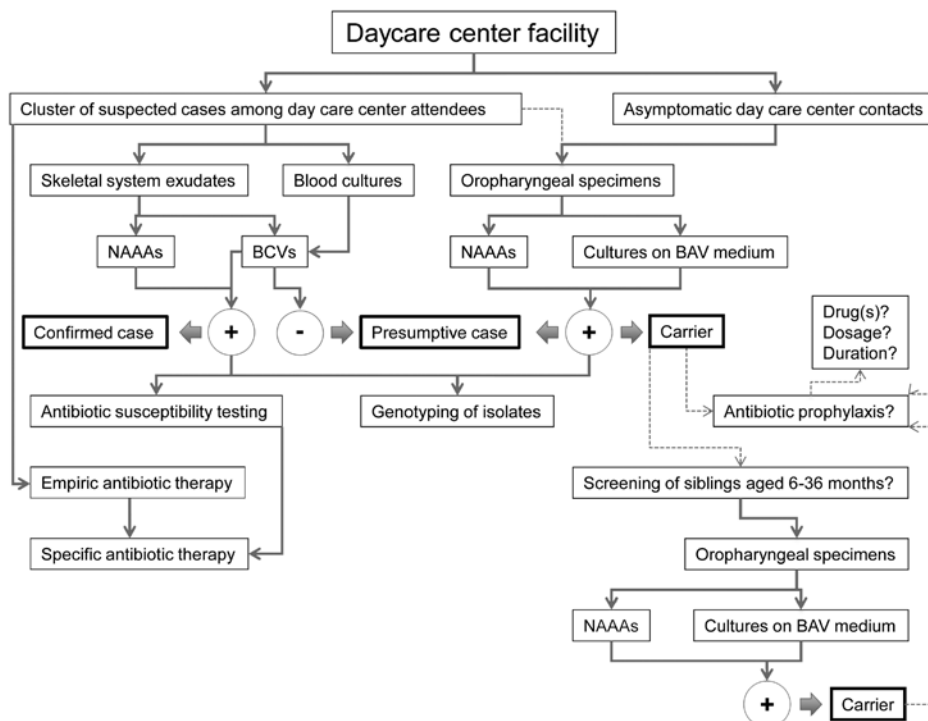 Daycare center facility
Cluster of suspected cases among day care center attendees
Asymptomatic day care center contacts
Skeletal system exudates
Blood cultures
Oropharyngeal specimens
NAAAs
BCVs
NAAAs
Cultures on BAV medium
Confirmed case
+
-
Presumptive case
+
Carrier
Drug(s)?
Dosage?
Duration?
Antibiotic susceptibility testing
Genotyping of isolates
Antibiotic prophylaxis?
Empiric antibiotic therapy
Screening of siblings aged 6-36 months?
Specific antibiotic therapy
Oropharyngeal specimens
NAAAs
Cultures on BAV medium
+
Carrier